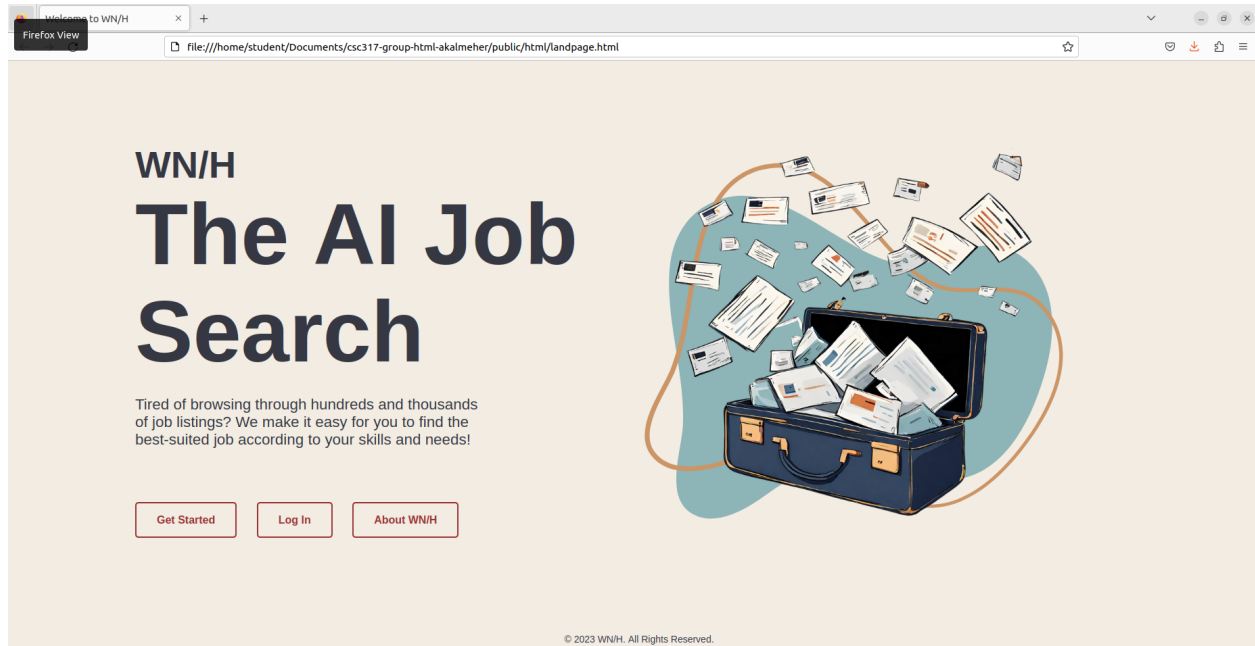 Welcome to WN/H
Firefox View
file:///home/student/Documents/csc317-group-html-akalmeher/public/html/landpage.html
WN/H
The AI Job
Search
Tired of browsing through hundreds and thousands
of job listings? We make it easy for you to find the
best-suited job according to your skills and needs!
Get Started
Log In
About WN/H
© 2023 WN/H. All Rights Reserved.